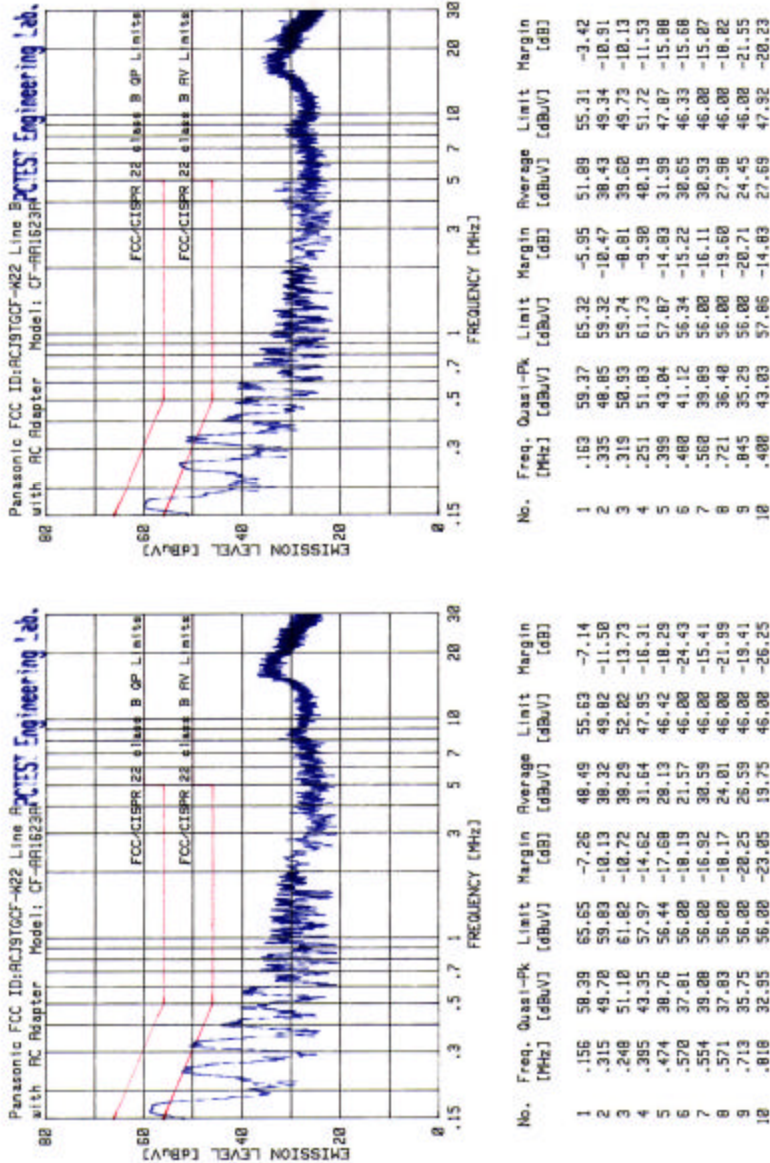 Panasonic FCC ID:ACJ9TGCF-W22 Line A
with AC Adapter Model: CF-AA1623A
PCTEST Engineering Lab.
EMISSION LEVEL [dBuV]
80
60
40
20
0
FCC/CISPR 22 class B QP Limits
FCC/CISPR 22 class B AV Limits
.15 .3 .5 .7 1 3 5 7 10 20 30
FREQUENCY [MHz]
No. Freq. Quasi-Pk Limit Margin Average Limit Margin
[MHz] [dBuV] [dBuV] [dB] [dBuV] [dBuV] [dB]
1 .156 58.39 65.65 -7.26 48.49 55.63 -7.14
2 .315 49.70 59.83 -10.13 38.32 49.82 -11.50
3 .248 51.10 61.82 -10.72 38.29 52.02 -13.73
4 .395 43.35 57.97 -14.62 31.64 47.95 -16.31
5 .474 38.76 56.44 -17.68 28.13 46.42 -18.29
6 .570 37.81 56.00 -18.19 21.57 46.00 -24.43
7 .554 39.08 56.00 -16.92 30.59 46.00 -15.41
8 .571 37.83 56.00 -18.17 24.01 46.00 -21.99
9 .713 35.75 56.00 -20.25 26.59 46.00 -19.41
10 .818 32.95 56.00 -23.05 19.75 46.00 -26.25
Panasonic FCC ID:ACJ9TGCF-W22 Line B
with AC Adapter Model: CF-AA1623A
PCTEST Engineering Lab.
EMISSION LEVEL [dBuV]
80
60
40
20
0
FCC/CISPR 22 class B QP Limits
FCC/CISPR 22 class B AV Limits
.15 .3 .5 .7 1 3 5 7 10 20 30
FREQUENCY [MHz]
No. Freq. Quasi-Pk Limit Margin Average Limit Margin
[MHz] [dBuV] [dBuV] [dB] [dBuV] [dBuV] [dB]
1 .163 59.37 65.32 -5.95 51.89 55.31 -3.42
2 .335 48.85 59.32 -10.47 38.43 49.34 -10.91
3 .319 50.93 59.74 -8.81 39.60 49.73 -10.13
4 .251 51.83 61.73 -9.90 40.19 51.72 -11.53
5 .399 43.04 57.87 -14.83 31.99 47.87 -15.88
6 .480 41.12 56.34 -15.22 30.65 46.33 -15.68
7 .560 39.89 56.00 -16.11 30.93 46.00 -15.07
8 .721 36.40 56.00 -19.60 27.98 46.00 -18.02
9 .845 35.29 56.00 -20.71 24.45 46.00 -21.55
10 .400 43.03 57.86 -14.83 27.69 47.92 -20.23